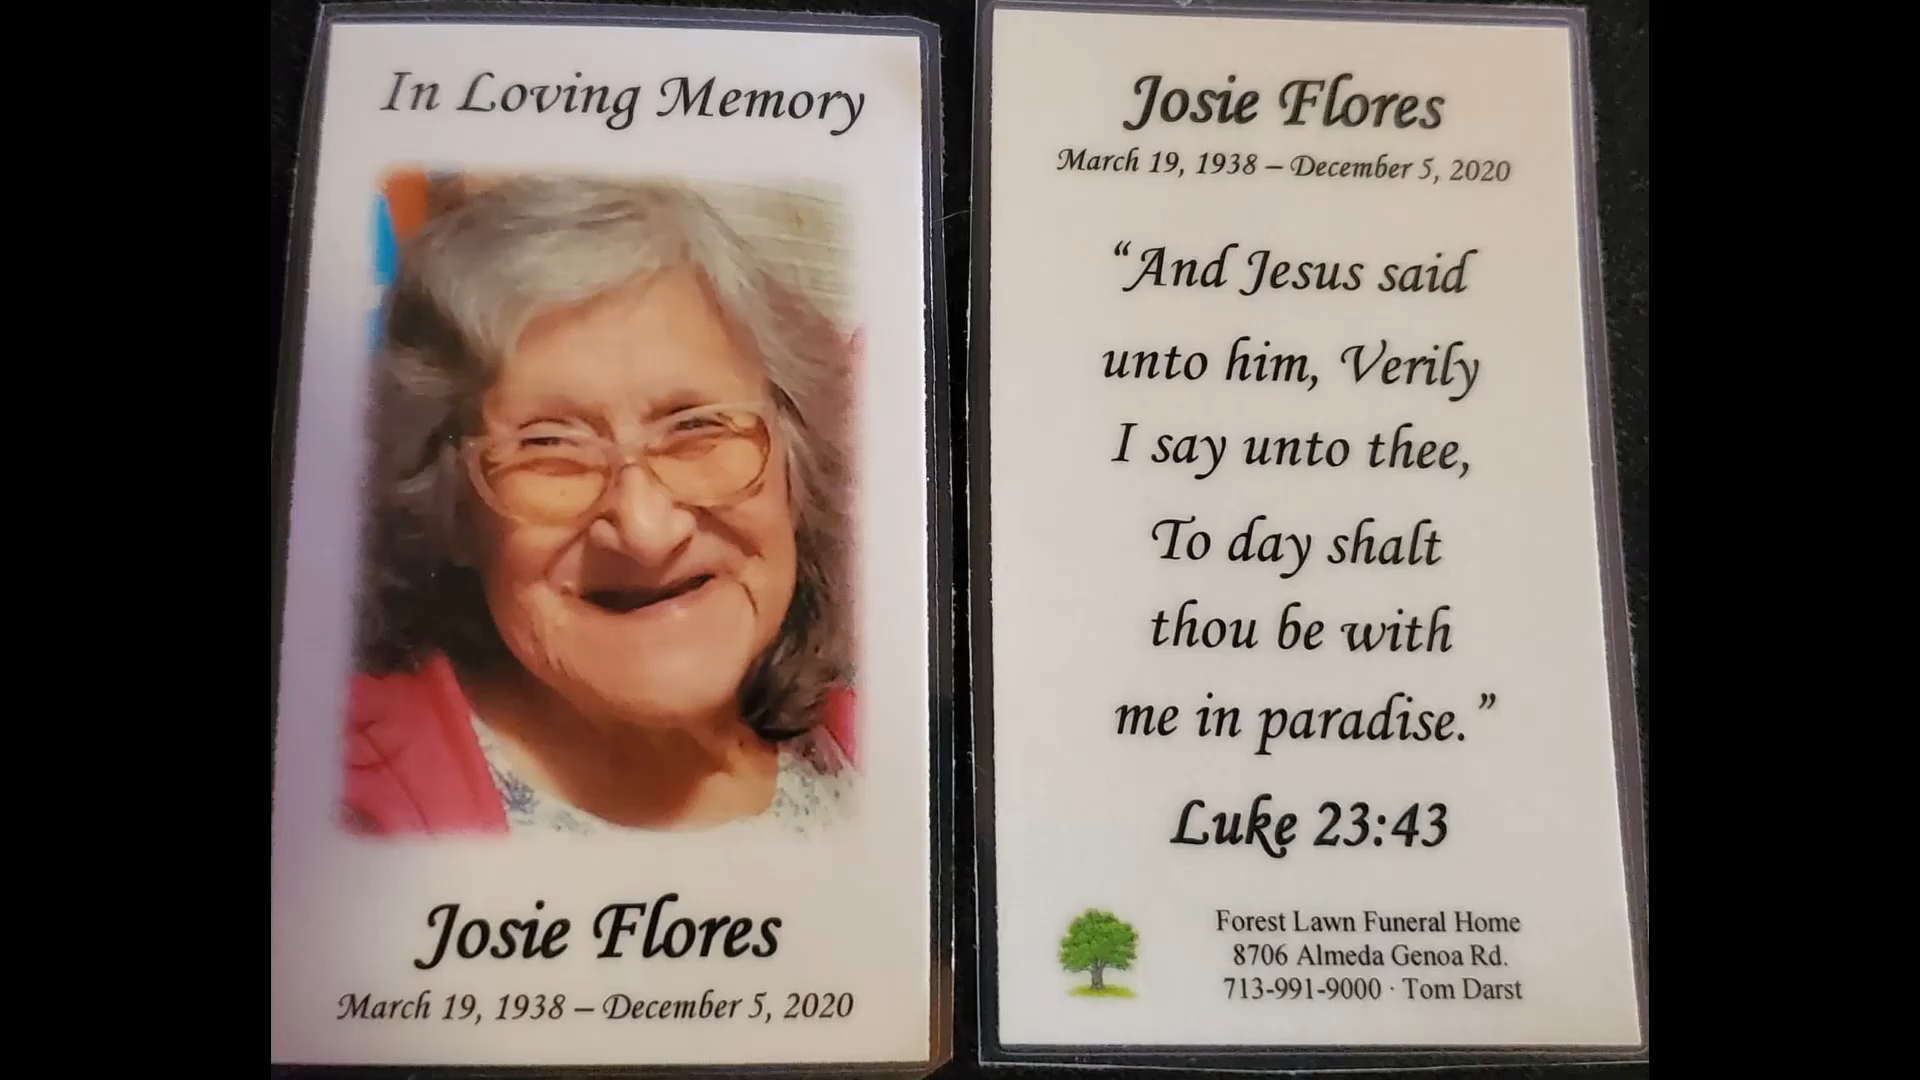 In Loving Memory
Josie Flores
March 19, 1938 – December 5, 2020
Josie Flores
March 19, 1938 – December 5, 2020
“And Jesus said
unto him, Verily
I say unto thee,
To day shalt
thou be with
me in paradise.”
Luke 23:43
Forest Lawn Funeral Home
8706 Almeda Genoa Rd.
713-991-9000 · Tom Darst